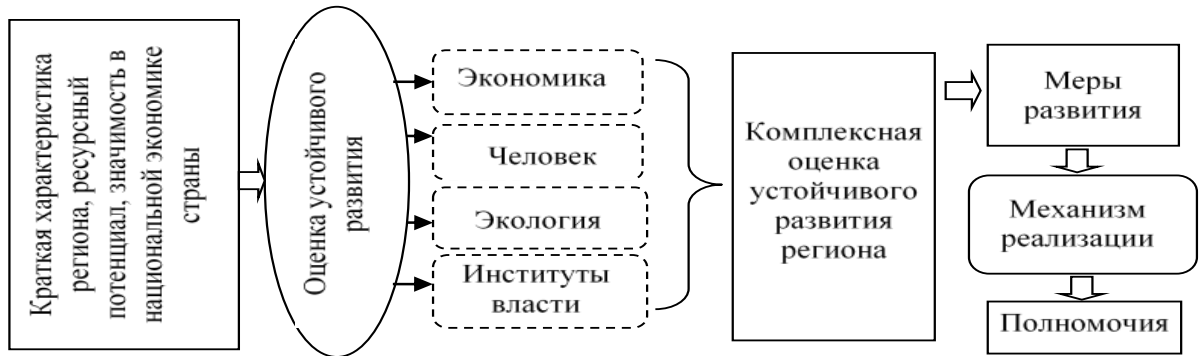 Краткая характеристика
региона, ресурсный
потенциал, значимость в
национальной экономике
страны
Оценка устойчивого
развития
Экономика
Человек
Экология
Институты
власти
Комплексная
оценка
устойчивого
развития
региона
Меры
развития
Механизм
реализации
Полномочия